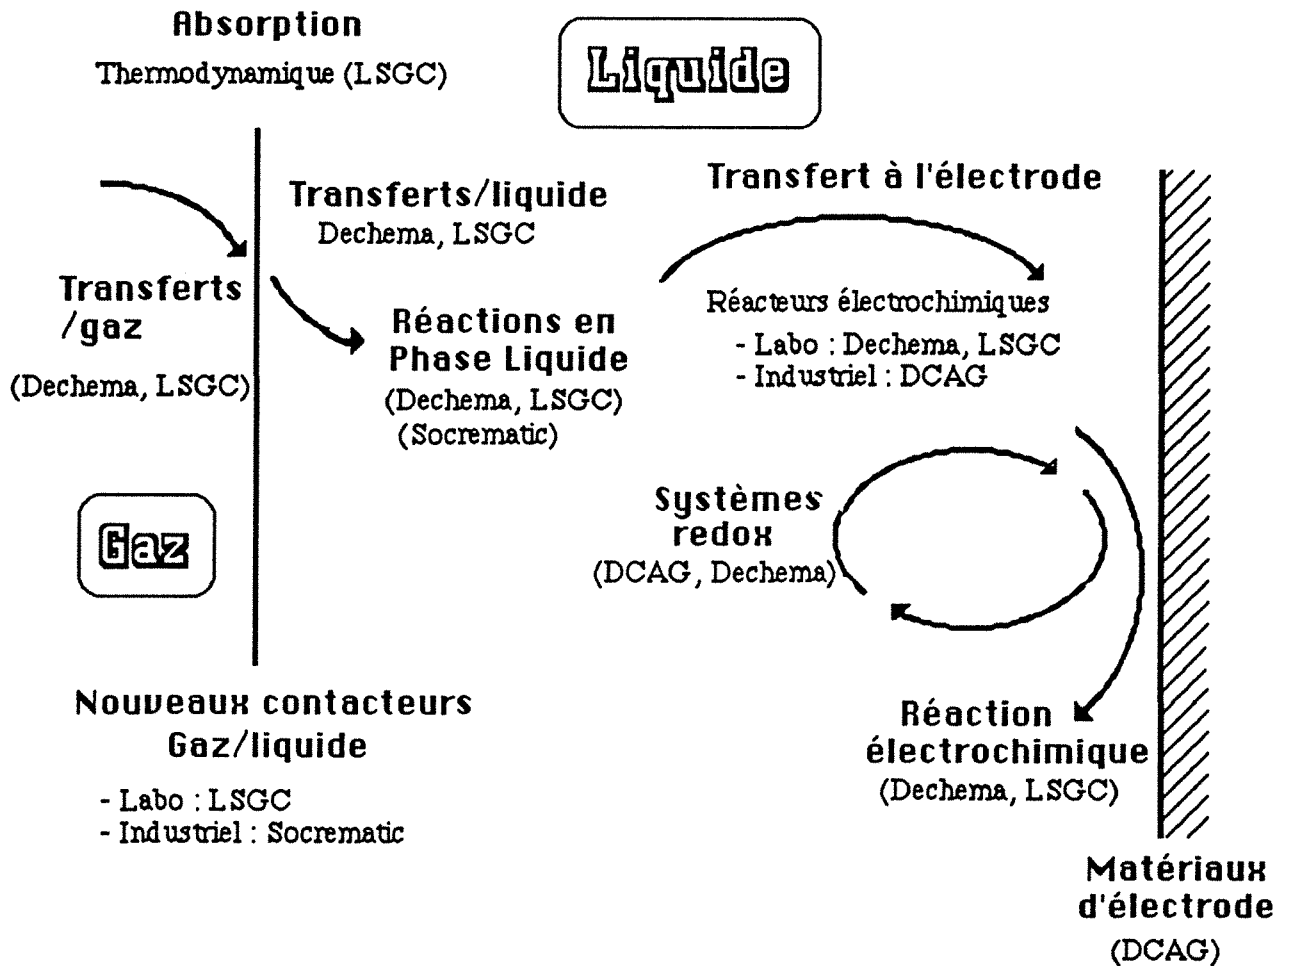 Absorption
Thermodynamique (LSGC)
Liquide
Transferts/liquide
Dechema, LSGC
Transfert à l'électrode
Transferts
/gaz
(Dechema, LSGC)
Réactions en
Phase Liquide
(Dechema, LSGC)
(Socrematic)
Réacteurs électrochimiques
- Labo : Dechema, LSGC
- Industriel : DCAG
Gaz
Systèmes
redox
(DCAG, Dechema)
Nouveaux contacteurs
Gaz/liquide
- Labo : LSGC
- Industriel : Socrematic
Réaction
électrochimique
(Dechema, LSGC)
Matériaux
d'électrode
(DCAG)